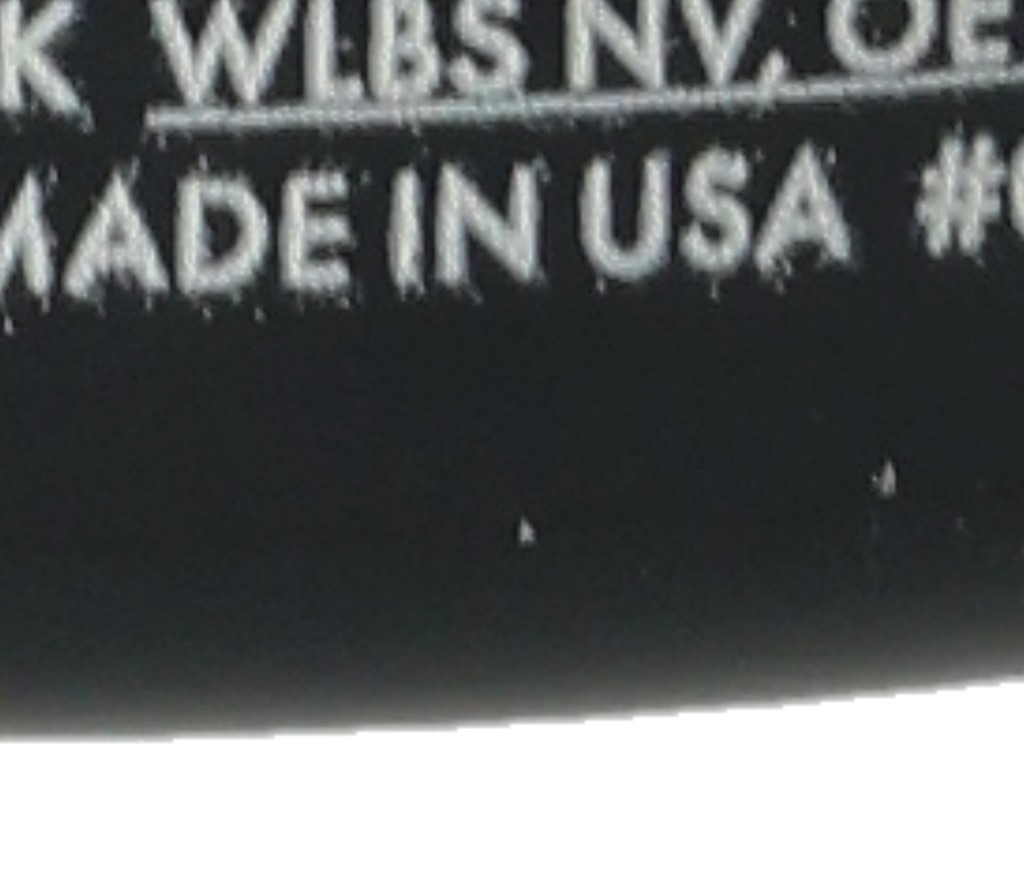 K WLBS NV, OE
MADE IN USA #